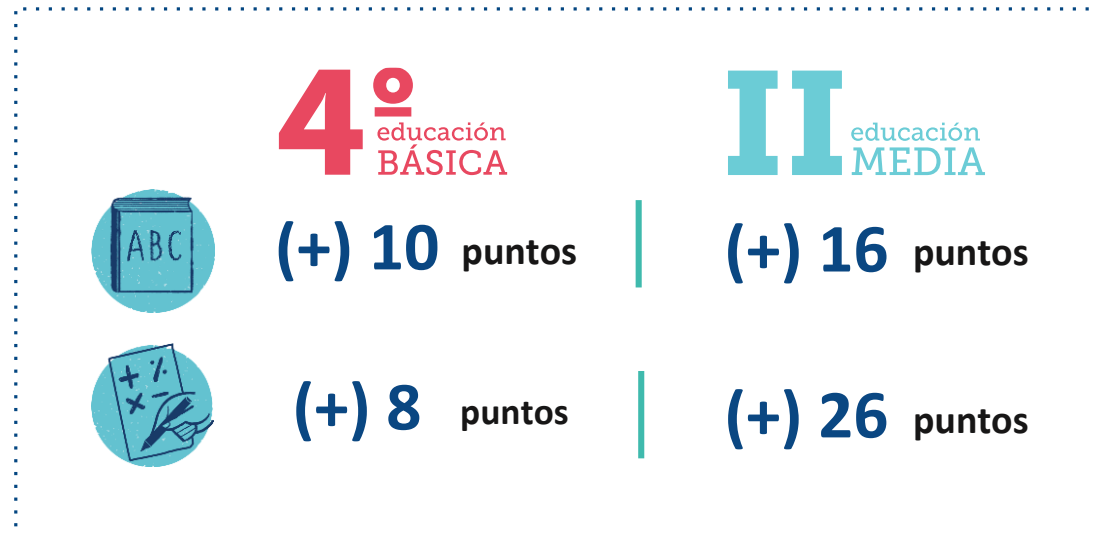 4º educación BÁSICA
II educación MEDIA
ABC
(+) 10 puntos
(+) 16 puntos
+ %
× −
(+) 8 puntos
(+) 26 puntos